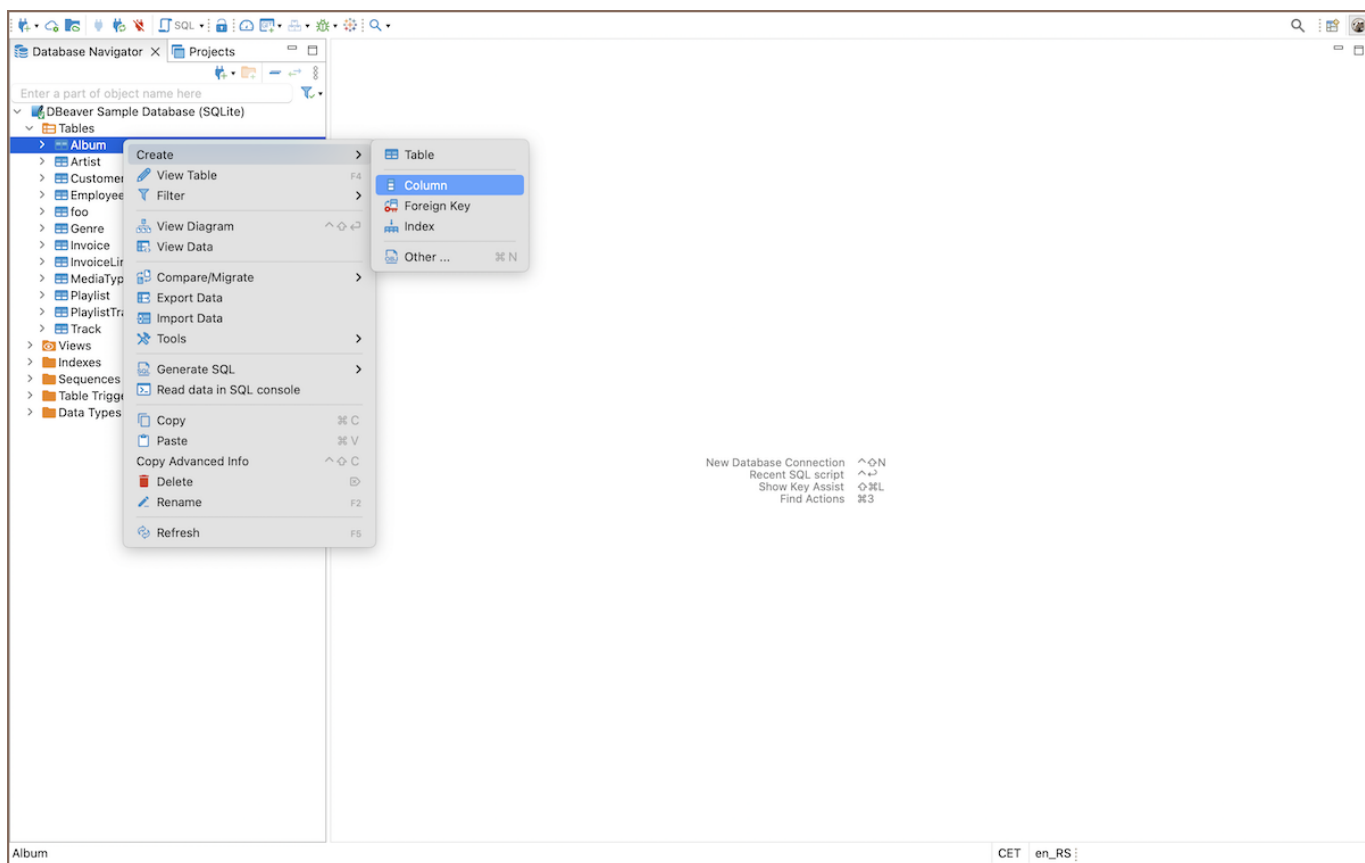 SQL
Database Navigator
Projects
Enter a part of object name here
DBeaver Sample Database (SQLite)
Tables
Album
Artist
Customer
Employee
foo
Genre
Invoice
InvoiceLin
MediaTyp
Playlist
PlaylistTra
Track
Views
Indexes
Sequences
Table Trigge
Data Types
Create
View Table F4
Filter
View Diagram ^⇧⏎
View Data
Compare/Migrate
Export Data
Import Data
Tools
Generate SQL
Read data in SQL console
Copy ⌘ C
Paste ⌘ V
Copy Advanced Info ^⇧ C
Delete ⌦
Rename F2
Refresh F5
Table
Column
Foreign Key
Index
Other ... ⌘ N
New Database Connection ^⇧N
Recent SQL script ^⏎
Show Key Assist ⇧⌘L
Find Actions ⌘3
Album
CET en_RS